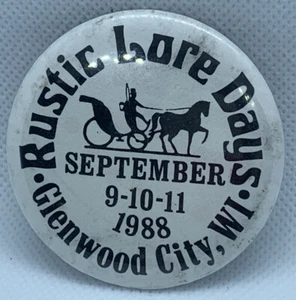 • Rustic Lore Days •
SEPTEMBER
9-10-11
1988
Glenwood City, WI